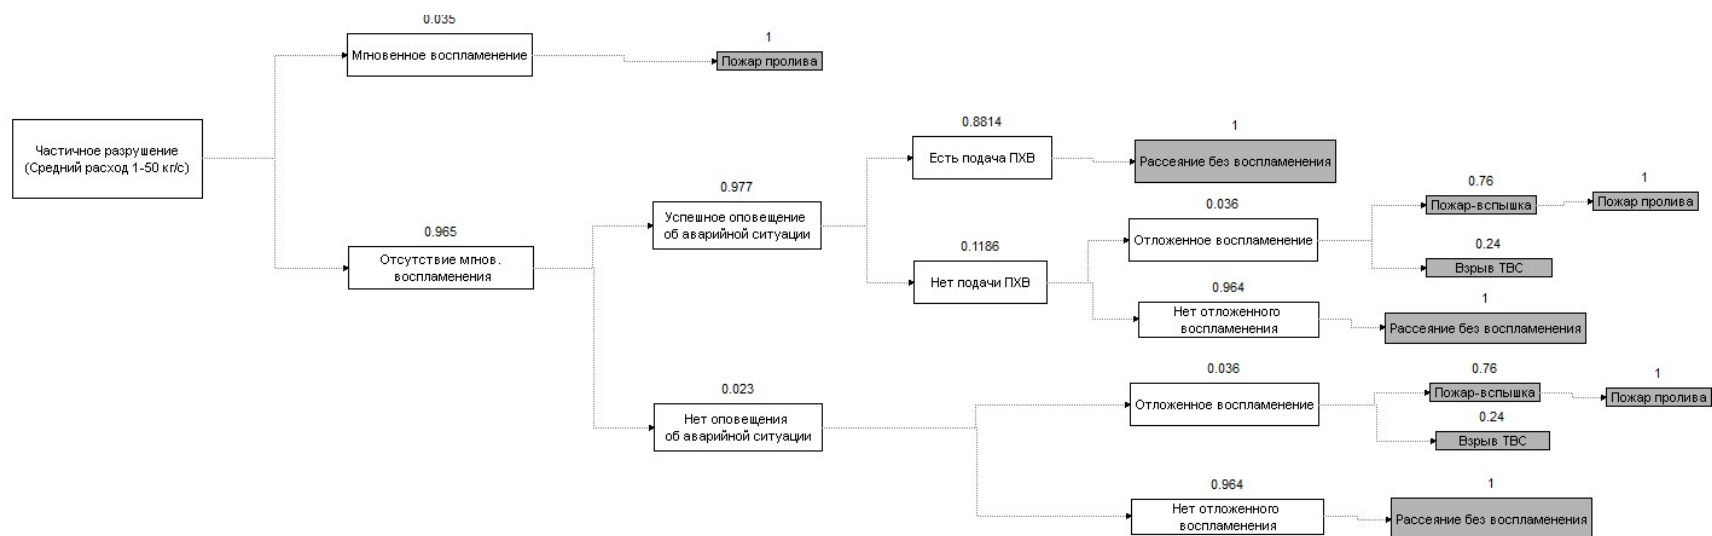 0.035
Мгновенное воспламенение
1
Пожар пролива
Частичное разрушение
(Средний расход 1-50 кг/с)
0.965
Отсутствие мгнов.
воспламенения
0.977
Успешное оповещение
об аварийной ситуации
0.8814
Есть подача ПХВ
1
Рассеяние без воспламенения
0.1186
Нет подачи ПХВ
0.036
Отложенное воспламенение
0.76
Пожар-вспышка
1
Пожар пролива
0.24
Взрыв ТВС
0.964
Нет отложенного
воспламенения
1
Рассеяние без воспламенения
0.023
Нет оповещения
об аварийной ситуации
0.036
Отложенное воспламенение
0.76
Пожар-вспышка
1
Пожар пролива
0.24
Взрыв ТВС
0.964
Нет отложенного
воспламенения
1
Рассеяние без воспламенения